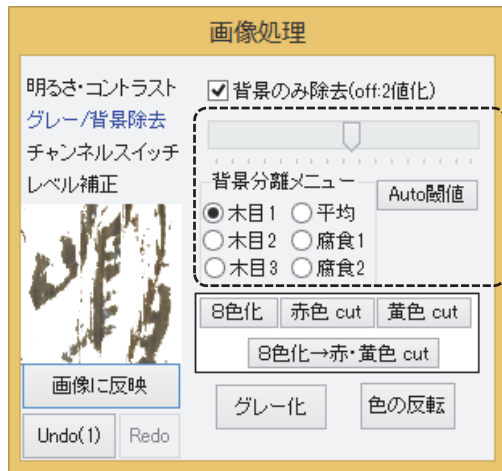 画像処理
明るさ・コントラスト
グレー/背景除去
チャンネルスイッチ
レベル補正
背景のみ除去(off:2値化)
背景分離メニュー
Auto閾値
木目1 平均
木目2 腐食1
木目3 腐食2
8色化 赤色 cut 黄色 cut
8色化→赤・黄色 cut
画像に反映
グレー化 色の反転
Undo(1) Redo